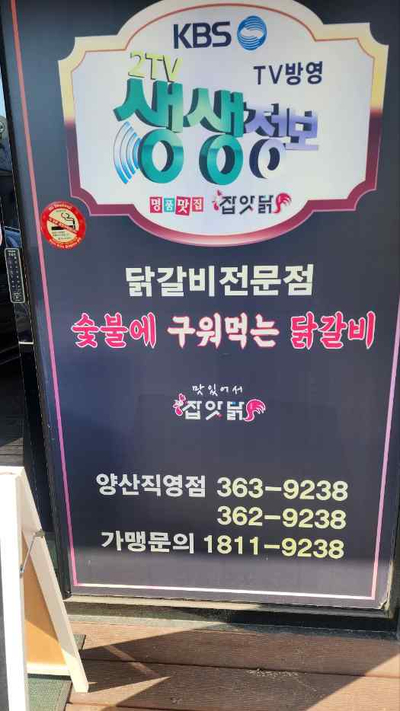 KBS
2TV
TV방영
생생정보
명품맛집 잡앗닭
닭갈비전문점
숯불에 구워먹는 닭갈비
맛있어서
잡앗닭
양산직영점 363-9238
362-9238
가맹문의 1811-9238